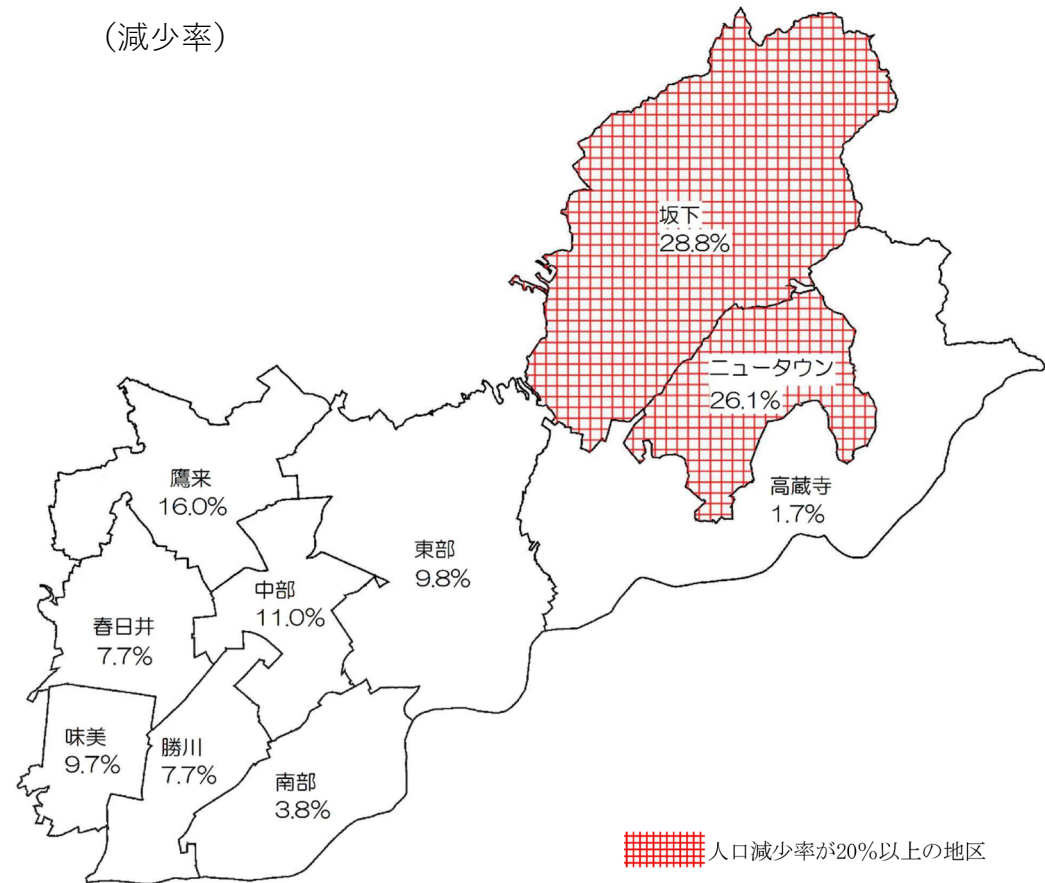 (減少率)
坂下
28.8%
ニュータウン
26.1%
高蔵寺
1.7%
鷹来
16.0%
東部
9.8%
中部
11.0%
春日井
7.7%
味美
9.7%
勝川
7.7%
南部
3.8%
人口減少率が20%以上の地区